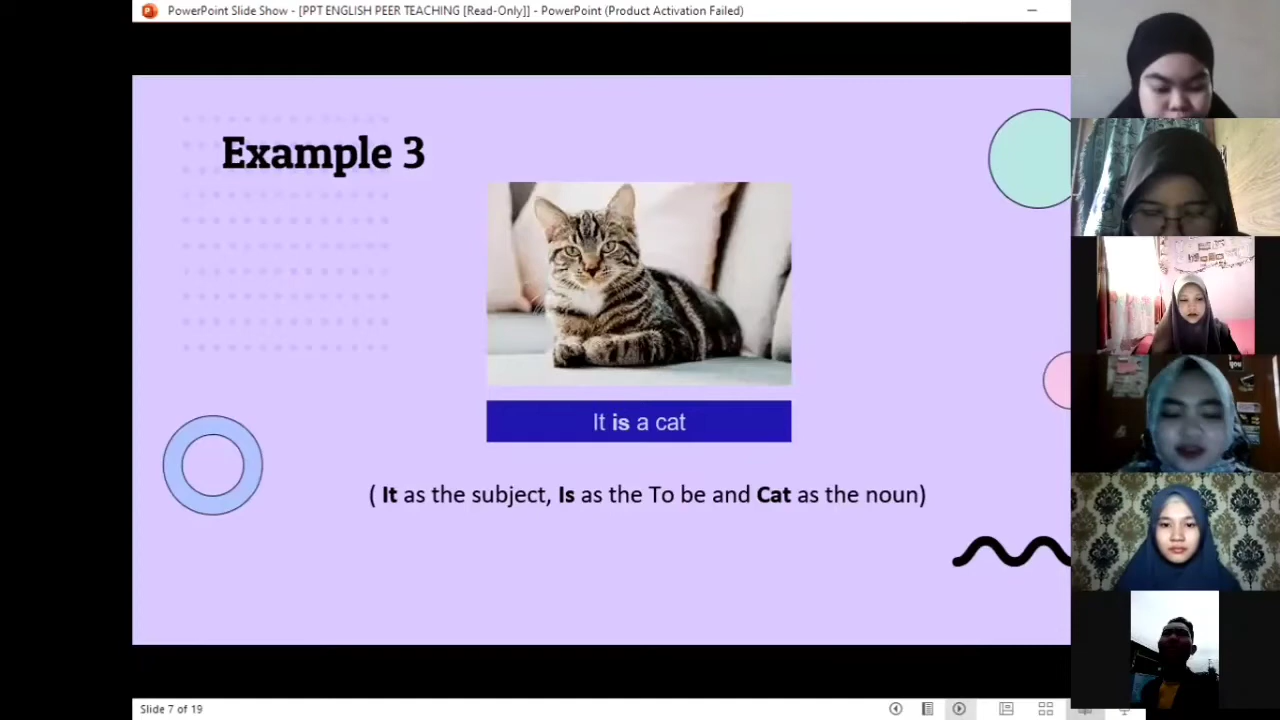 PowerPoint Slide Show - [PPT ENGLISH PEER TEACHING [Read-Only]] - PowerPoint (Product Activation Failed)
Example 3
It is a cat
( It as the subject, Is as the To be and Cat as the noun)
Slide 7 of 19